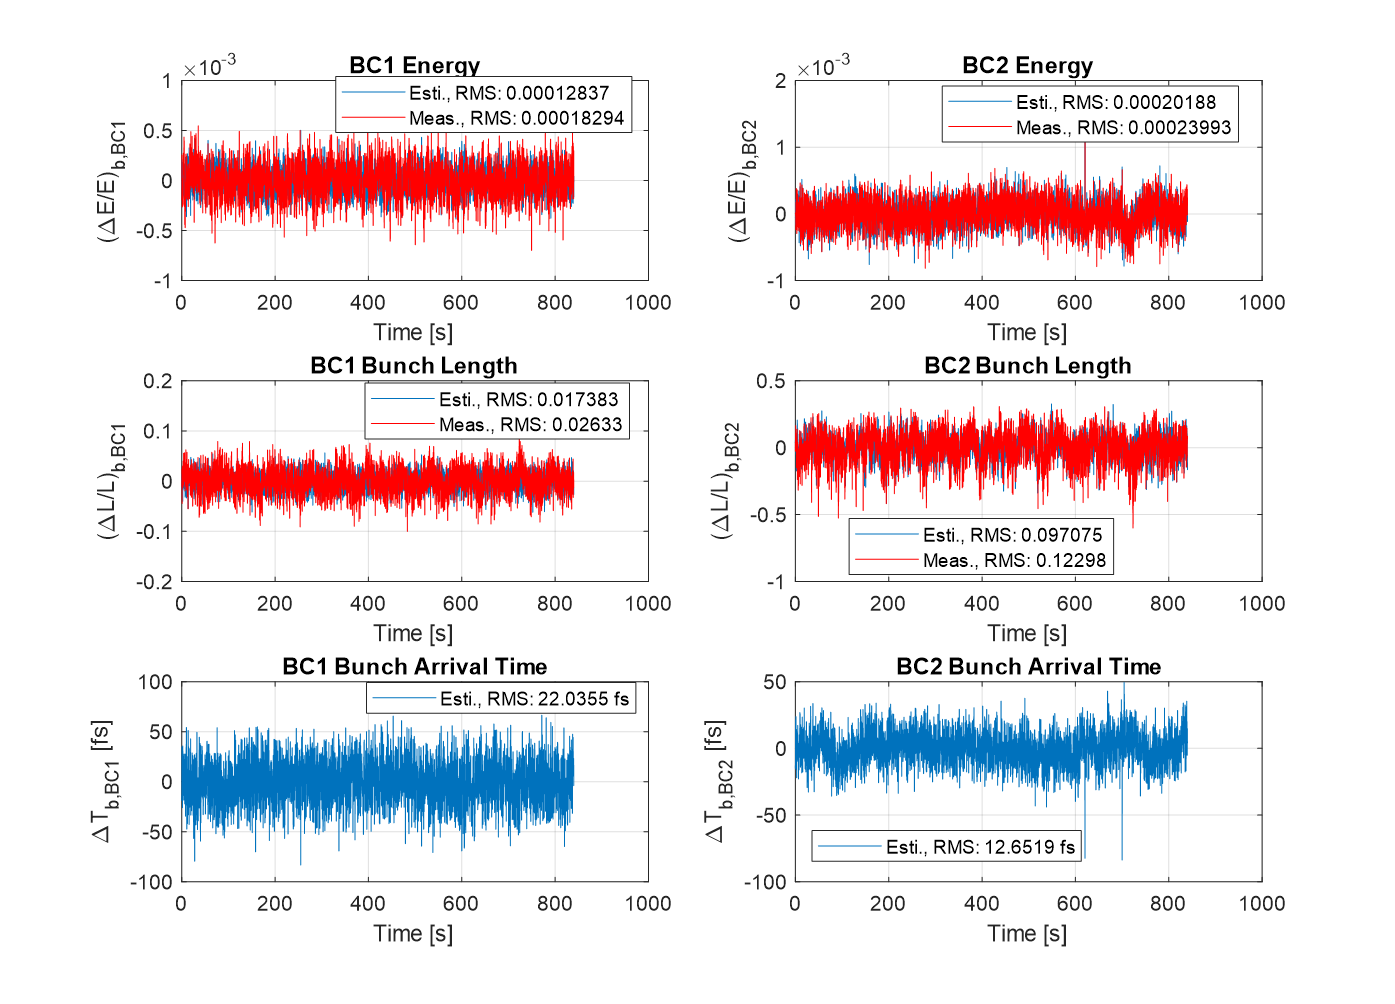 BC1 Energy
×10-3
Esti., RMS: 0.00012837
Meas., RMS: 0.00018294
1
0.5
0
-0.5
-1
(ΔE/E)b,BC1
0 200 400 600 800 1000
Time [s]
BC2 Energy
×10-3
Esti., RMS: 0.00020188
Meas., RMS: 0.00023993
2
1
0
-1
(ΔE/E)b,BC2
0 200 400 600 800 1000
Time [s]
BC1 Bunch Length
Esti., RMS: 0.017383
Meas., RMS: 0.02633
0.2
0.1
0
-0.1
-0.2
(ΔL/L)b,BC1
0 200 400 600 800 1000
Time [s]
BC2 Bunch Length
0.5
0
-0.5
-1
(ΔL/L)b,BC2
Esti., RMS: 0.097075
Meas., RMS: 0.12298
0 200 400 600 800 1000
Time [s]
BC1 Bunch Arrival Time
Esti., RMS: 22.0355 fs
100
50
0
-50
-100
ΔTb,BC1 [fs]
0 200 400 600 800 1000
Time [s]
BC2 Bunch Arrival Time
50
0
-50
-100
ΔTb,BC2 [fs]
Esti., RMS: 12.6519 fs
0 200 400 600 800 1000
Time [s]